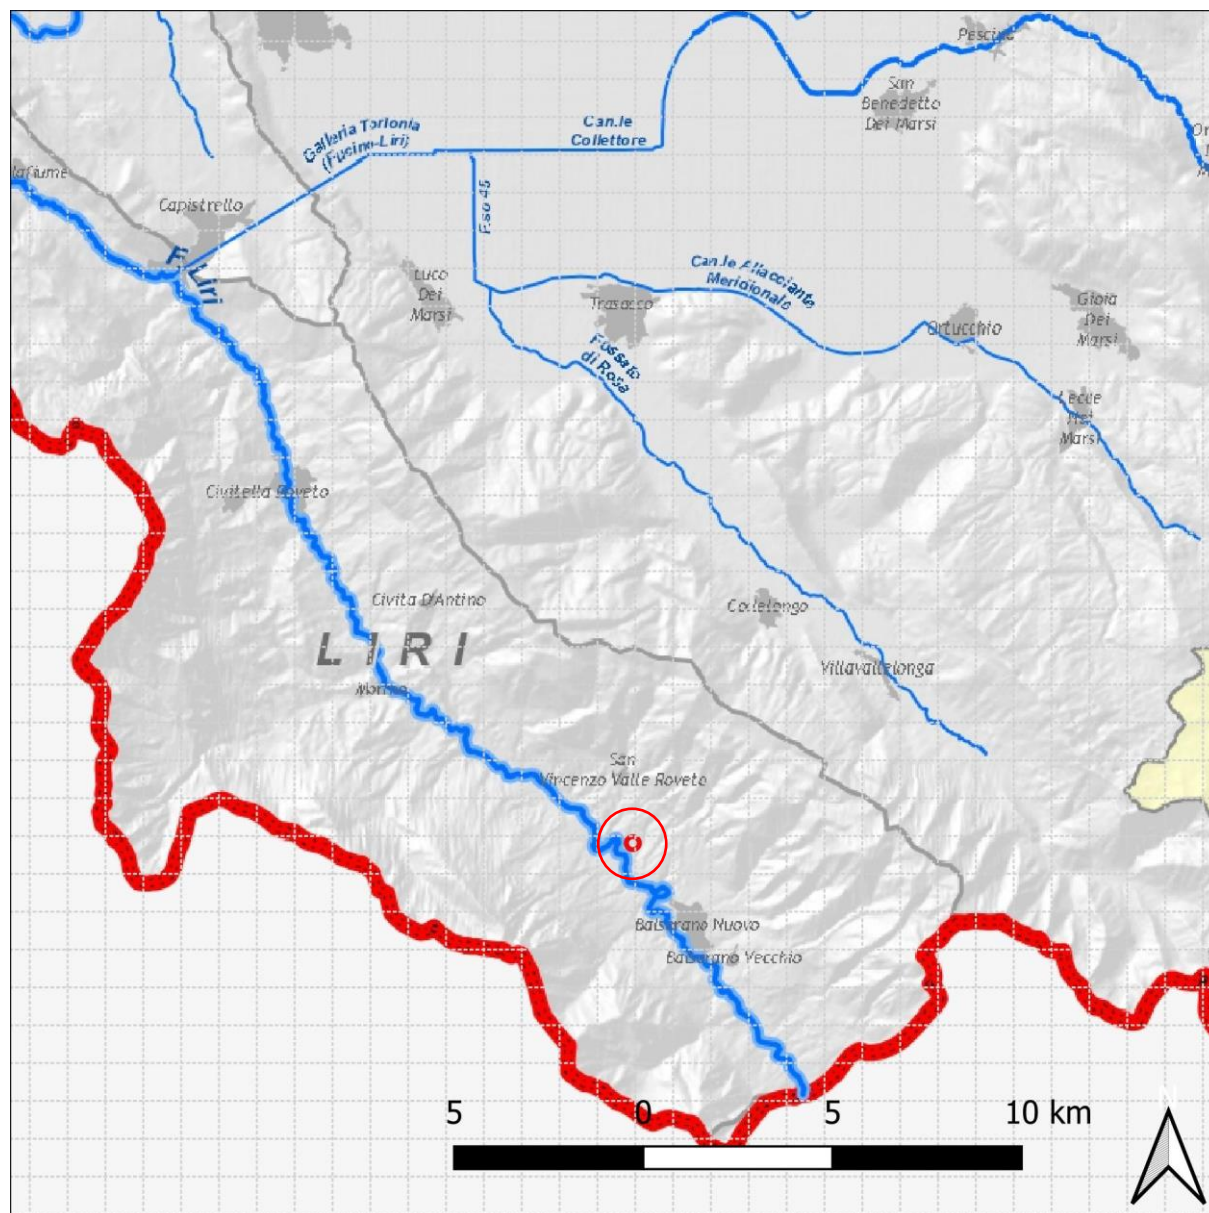 Pescina
San
Benedetto
Dei Marsi
Galleria Torlonia
(Fucino-Liri)
Can.le
Collettore
Capistrello
F. Liri
Luco
Dei
Marsi
Can.le Allacciante
Meridionale
Trasacco
Ortucchio
Gioia
Dei
Marsi
Fossato
di Rosa
Lecce
Nei
Marsi
Civitella Roveto
Civita D'Antino
Collelongo
LIRI
Villavallelonga
Morino
San
Vincenzo Valle Roveto
Balsorano Nuovo
Balsorano Vecchio
5 0 5 10 km